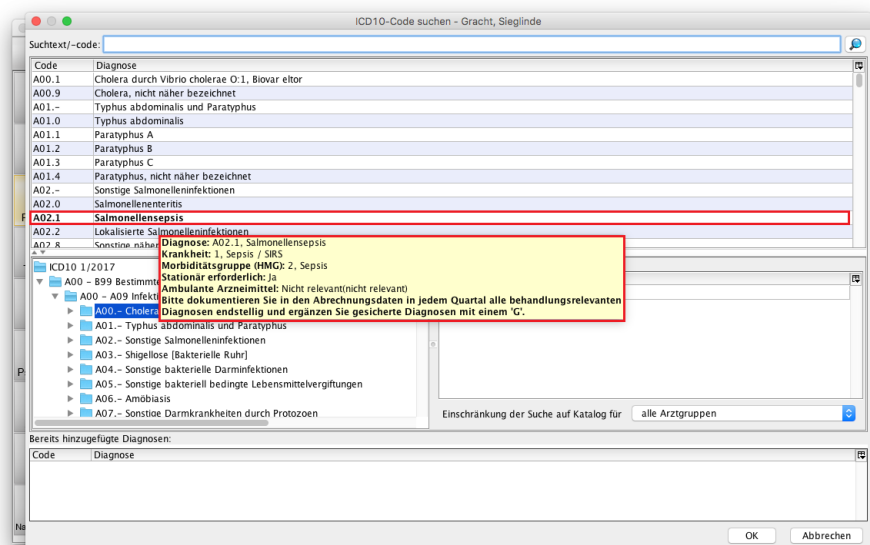 ICD10-Code suchen - Gracht, Sieglinde
Suchtext/-code:
Code Diagnose
A00.1 Cholera durch Vibrio cholerae O:1, Biovar eltor
A00.9 Cholera, nicht näher bezeichnet
A01.- Typhus abdominalis und Paratyphus
A01.0 Typhus abdominalis
A01.1 Paratyphus A
A01.2 Paratyphus B
A01.3 Paratyphus C
A01.4 Paratyphus, nicht näher bezeichnet
A02.- Sonstige Salmonelleninfektionen
A02.0 Salmonellenenteritis
A02.1 Salmonellensepsis
A02.2 Lokalisierte Salmonelleninfektionen
A02.8 Sonstige näher
Diagnose: A02.1, Salmonellensepsis
Krankheit: 1, Sepsis / SIRS
Morbiditätsgruppe (HMG): 2, Sepsis
Stationär erforderlich: Ja
Ambulante Arzneimittel: Nicht relevant(nicht relevant)
Bitte dokumentieren Sie in den Abrechnungsdaten in jedem Quartal alle behandlungsrelevanten
Diagnosen endstellig und ergänzen Sie gesicherte Diagnosen mit einem 'G'.
ICD10 1/2017
A00 - B99 Bestimmte
A00 - A09 Infekti
A00.- Cholera
A01.- Typhus abdominalis und Paratyphus
A02.- Sonstige Salmonelleninfektionen
A03.- Shigellose [Bakterielle Ruhr]
A04.- Sonstige bakterielle Darminfektionen
A05.- Sonstige bakteriell bedingte Lebensmittelvergiftungen
A06.- Amöbiasis
A07.- Sonstige Darmkrankheiten durch Protozoen
Einschränkung der Suche auf Katalog für alle Arztgruppen
Bereits hinzugefügte Diagnosen:
Code Diagnose
Na
OK Abbrechen